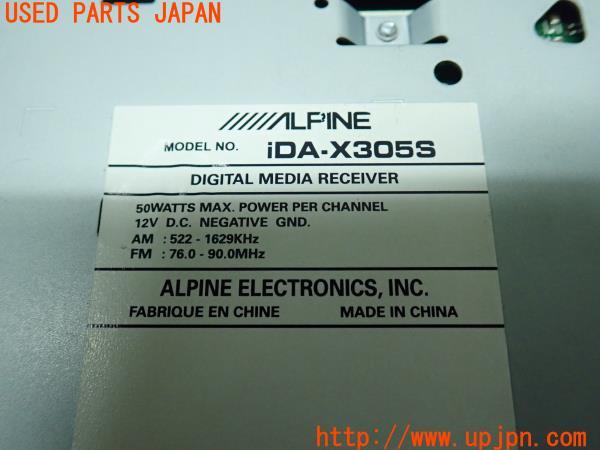 USED PARTS JAPAN
ALPINE
MODEL NO. iDA-X305S
DIGITAL MEDIA RECEIVER
50WATTS MAX. POWER PER CHANNEL
12V D.C. NEGATIVE GND.
AM : 522 - 1629KHz
FM : 76.0 - 90.0MHz
ALPINE ELECTRONICS, INC.
FABRIQUE EN CHINE MADE IN CHINA
http://www.upjpn.com/